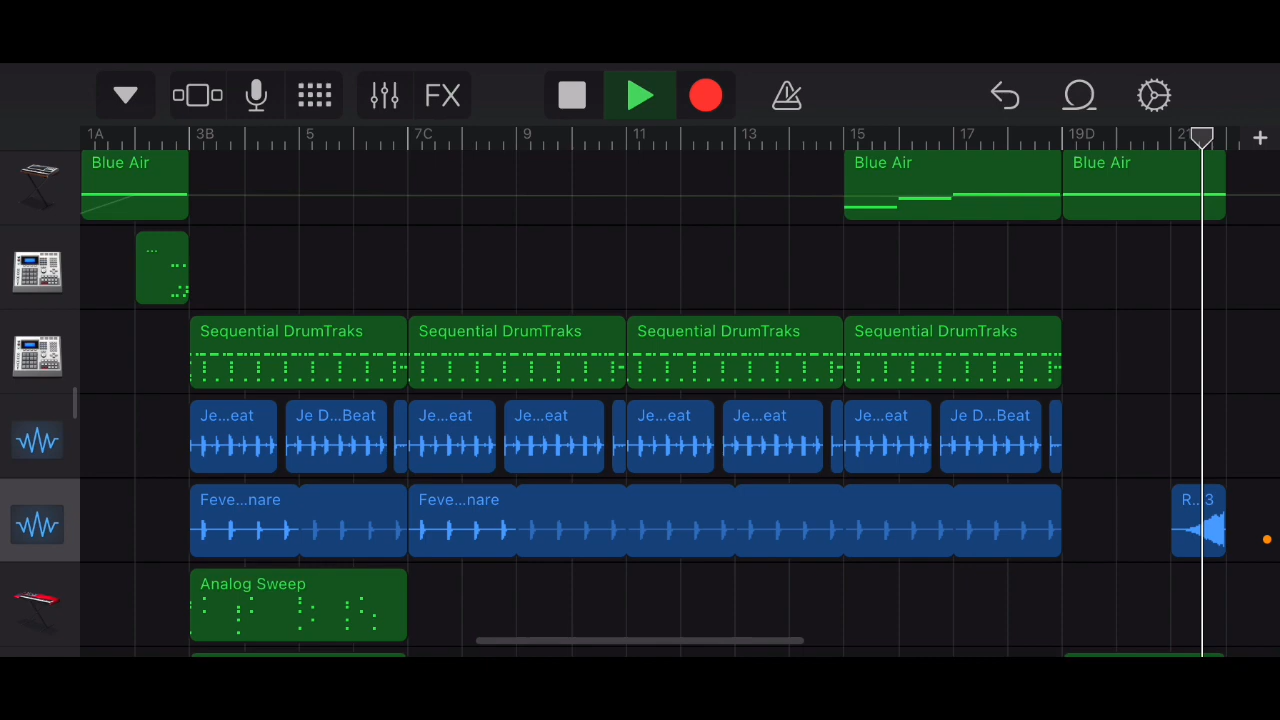 FX
1A 3B 5 7C 9 11 13 15 17 19D 21
Blue Air Blue Air Blue Air
...
Sequential DrumTraks Sequential DrumTraks Sequential DrumTraks Sequential DrumTraks
Je...eat Je D...Beat Je...eat Je...eat Je...eat Je...eat Je...eat Je D...Beat
Feve...nare Feve...nare R...3
Analog Sweep